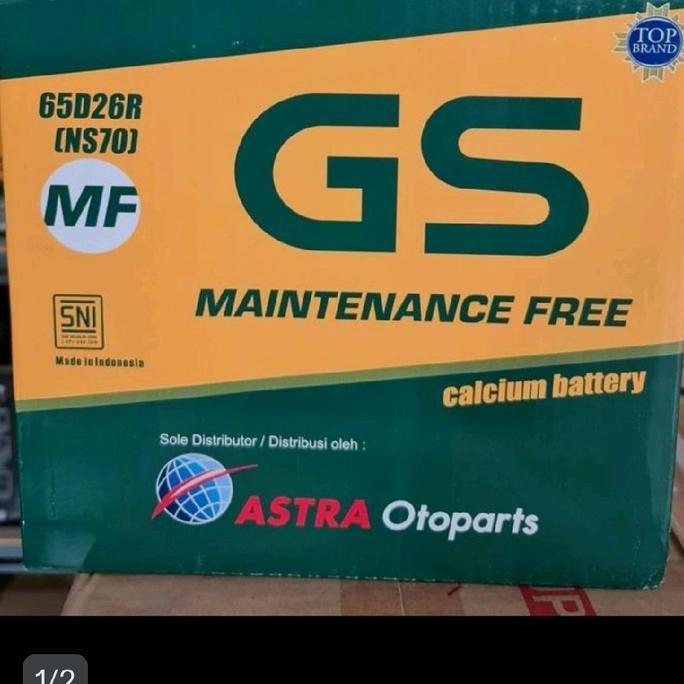 TOP
BRAND
65D26R
(NS70)
GS
MF
MAINTENANCE FREE
SNI
Made in Indonesia
calcium battery
Sole Distributor / Distribusi oleh :
ASTRA Otoparts
1/2